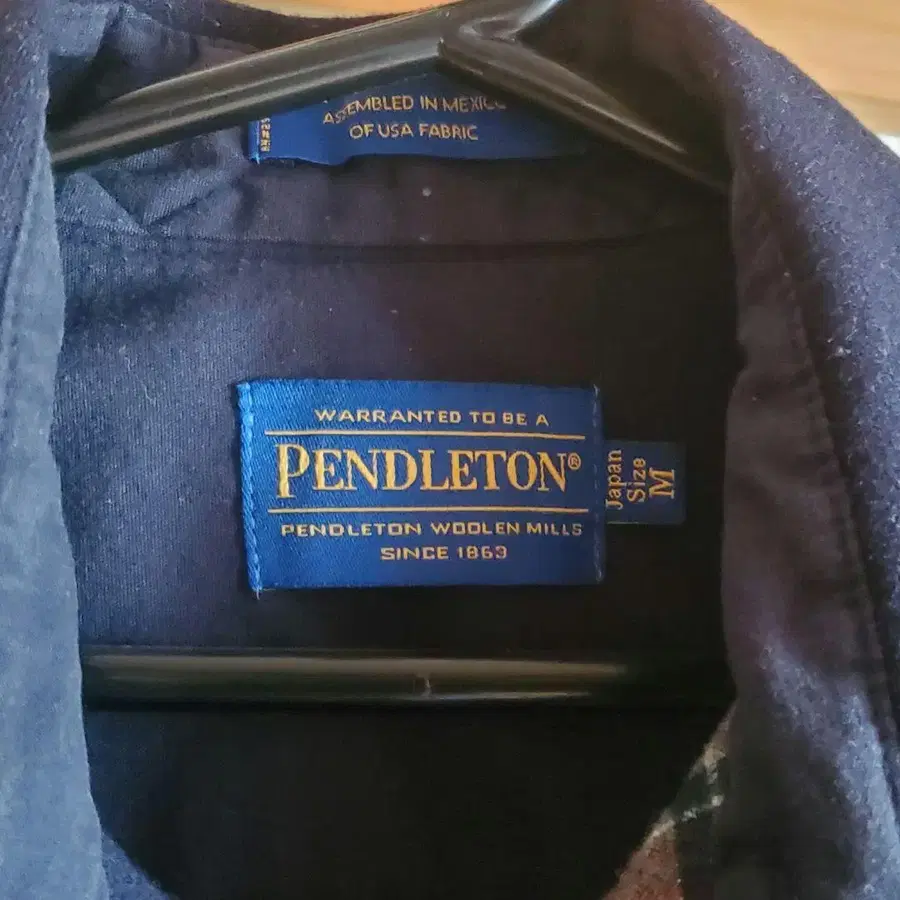 ASSEMBLED IN MEXICO
OF USA FABRIC
WARRANTED TO BE A
PENDLETON®
PENDLETON WOOLEN MILLS
SINCE 1863
Japan
Size
M